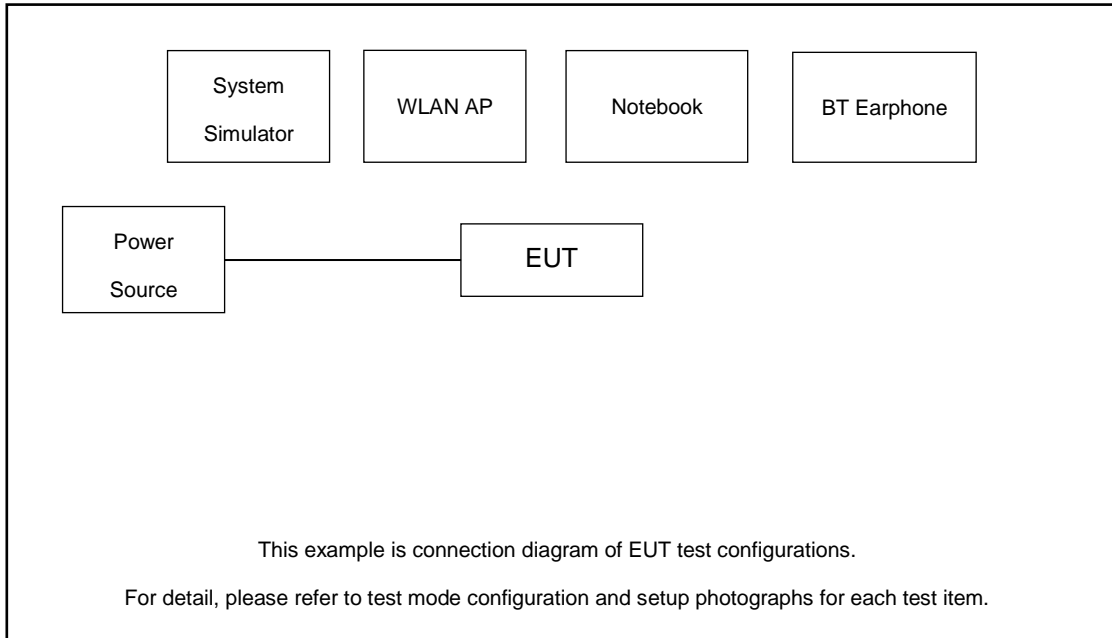 System
Simulator
WLAN AP
Notebook
BT Earphone
Power
Source
EUT
This example is connection diagram of EUT test configurations.
For detail, please refer to test mode configuration and setup photographs for each test item.